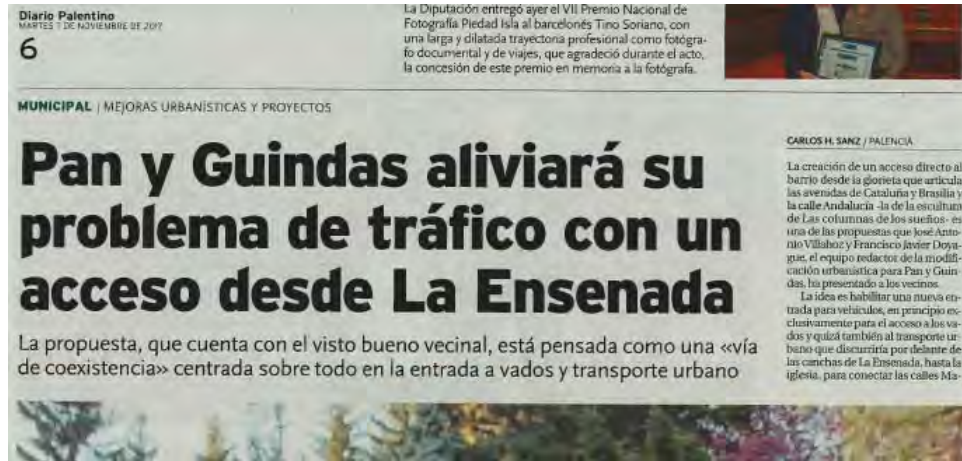 Diario Palentino
MARTES 7 DE NOVIEMBRE DE 2017
6
La Diputación entregó ayer el VII Premio Nacional de
Fotografía Piedad Isla al barcelonés Tino Soriano, con
una larga y dilatada trayectoria profesional como fotógra-
fo documental y de viajes, que agradeció durante el acto,
la concesión de este premio en memoria a la fotógrafa.
MUNICIPAL | MEJORAS URBANÍSTICAS Y PROYECTOS
Pan y Guindas aliviará su
problema de tráfico con un
acceso desde La Ensenada
La propuesta, que cuenta con el visto bueno vecinal, está pensada como una «vía
de coexistencia» centrada sobre todo en la entrada a vados y transporte urbano
CARLOS H. SANZ / PALENCIA
La creación de un acceso directo al
barrio desde la glorieta que articula
las avenidas de Cataluña y Brasilia y
la calle Andalucía -la de la escultura
de Las columnas de los sueños- es
una de las propuestas que José Anto-
nio Villahoz y Francisco Javier Doya-
gue, el equipo redactor de la modifi-
cación urbanística para Pan y Guin-
das, ha presentado a los vecinos.
La idea es habilitar una nueva en-
trada para vehículos, en principio ex-
clusivamente para el acceso a los va-
dos y quizá también al transporte ur-
bano que discurriría por delante de
las canchas de La Ensenada, hasta la
iglesia, para conectar las calles Ma-